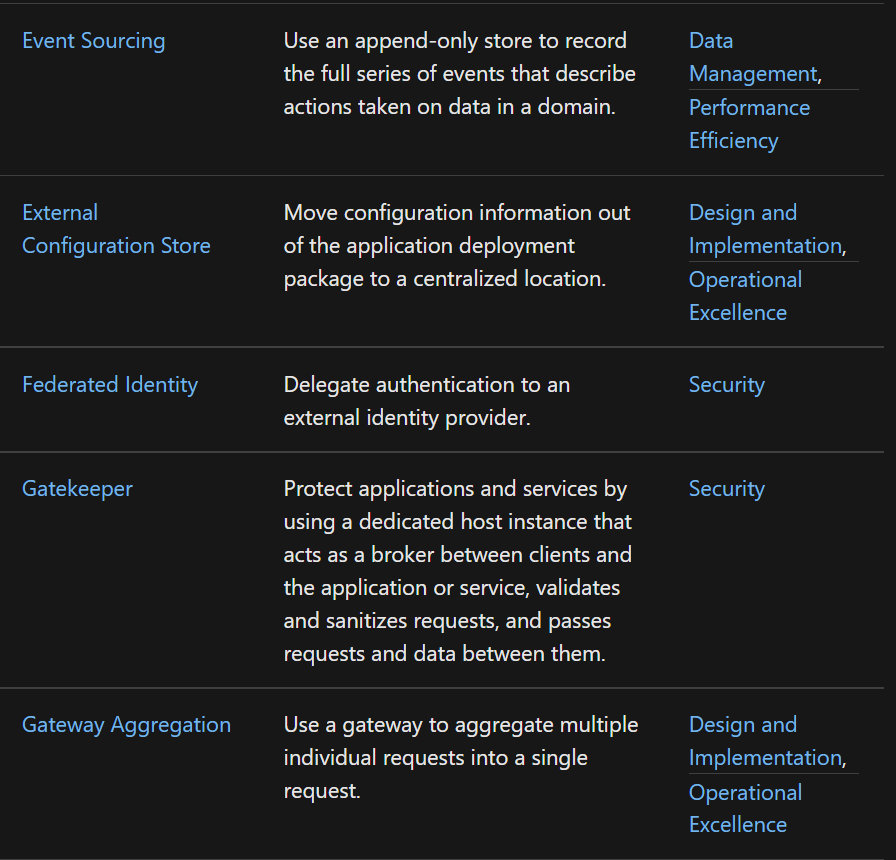 Event Sourcing
Use an append-only store to record
the full series of events that describe
actions taken on data in a domain.
Data
Management,
Performance
Efficiency
External
Configuration Store
Move configuration information out
of the application deployment
package to a centralized location.
Design and
Implementation,
Operational
Excellence
Federated Identity
Delegate authentication to an
external identity provider.
Security
Gatekeeper
Protect applications and services by
using a dedicated host instance that
acts as a broker between clients and
the application or service, validates
and sanitizes requests, and passes
requests and data between them.
Security
Gateway Aggregation
Use a gateway to aggregate multiple
individual requests into a single
request.
Design and
Implementation,
Operational
Excellence